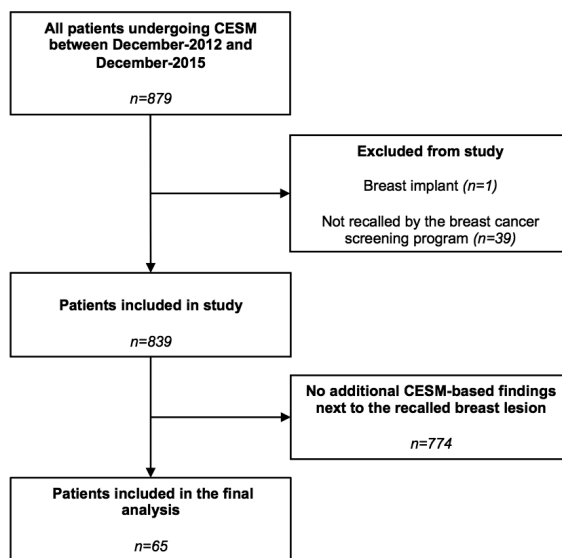 All patients undergoing CESM
between December-2012 and
December-2015
n=879
Excluded from study
Breast implant (n=1)
Not recalled by the breast cancer
screening program (n=39)
Patients included in study
n=839
No additional CESM-based findings
next to the recalled breast lesion
n=774
Patients included in the final
analysis
n=65